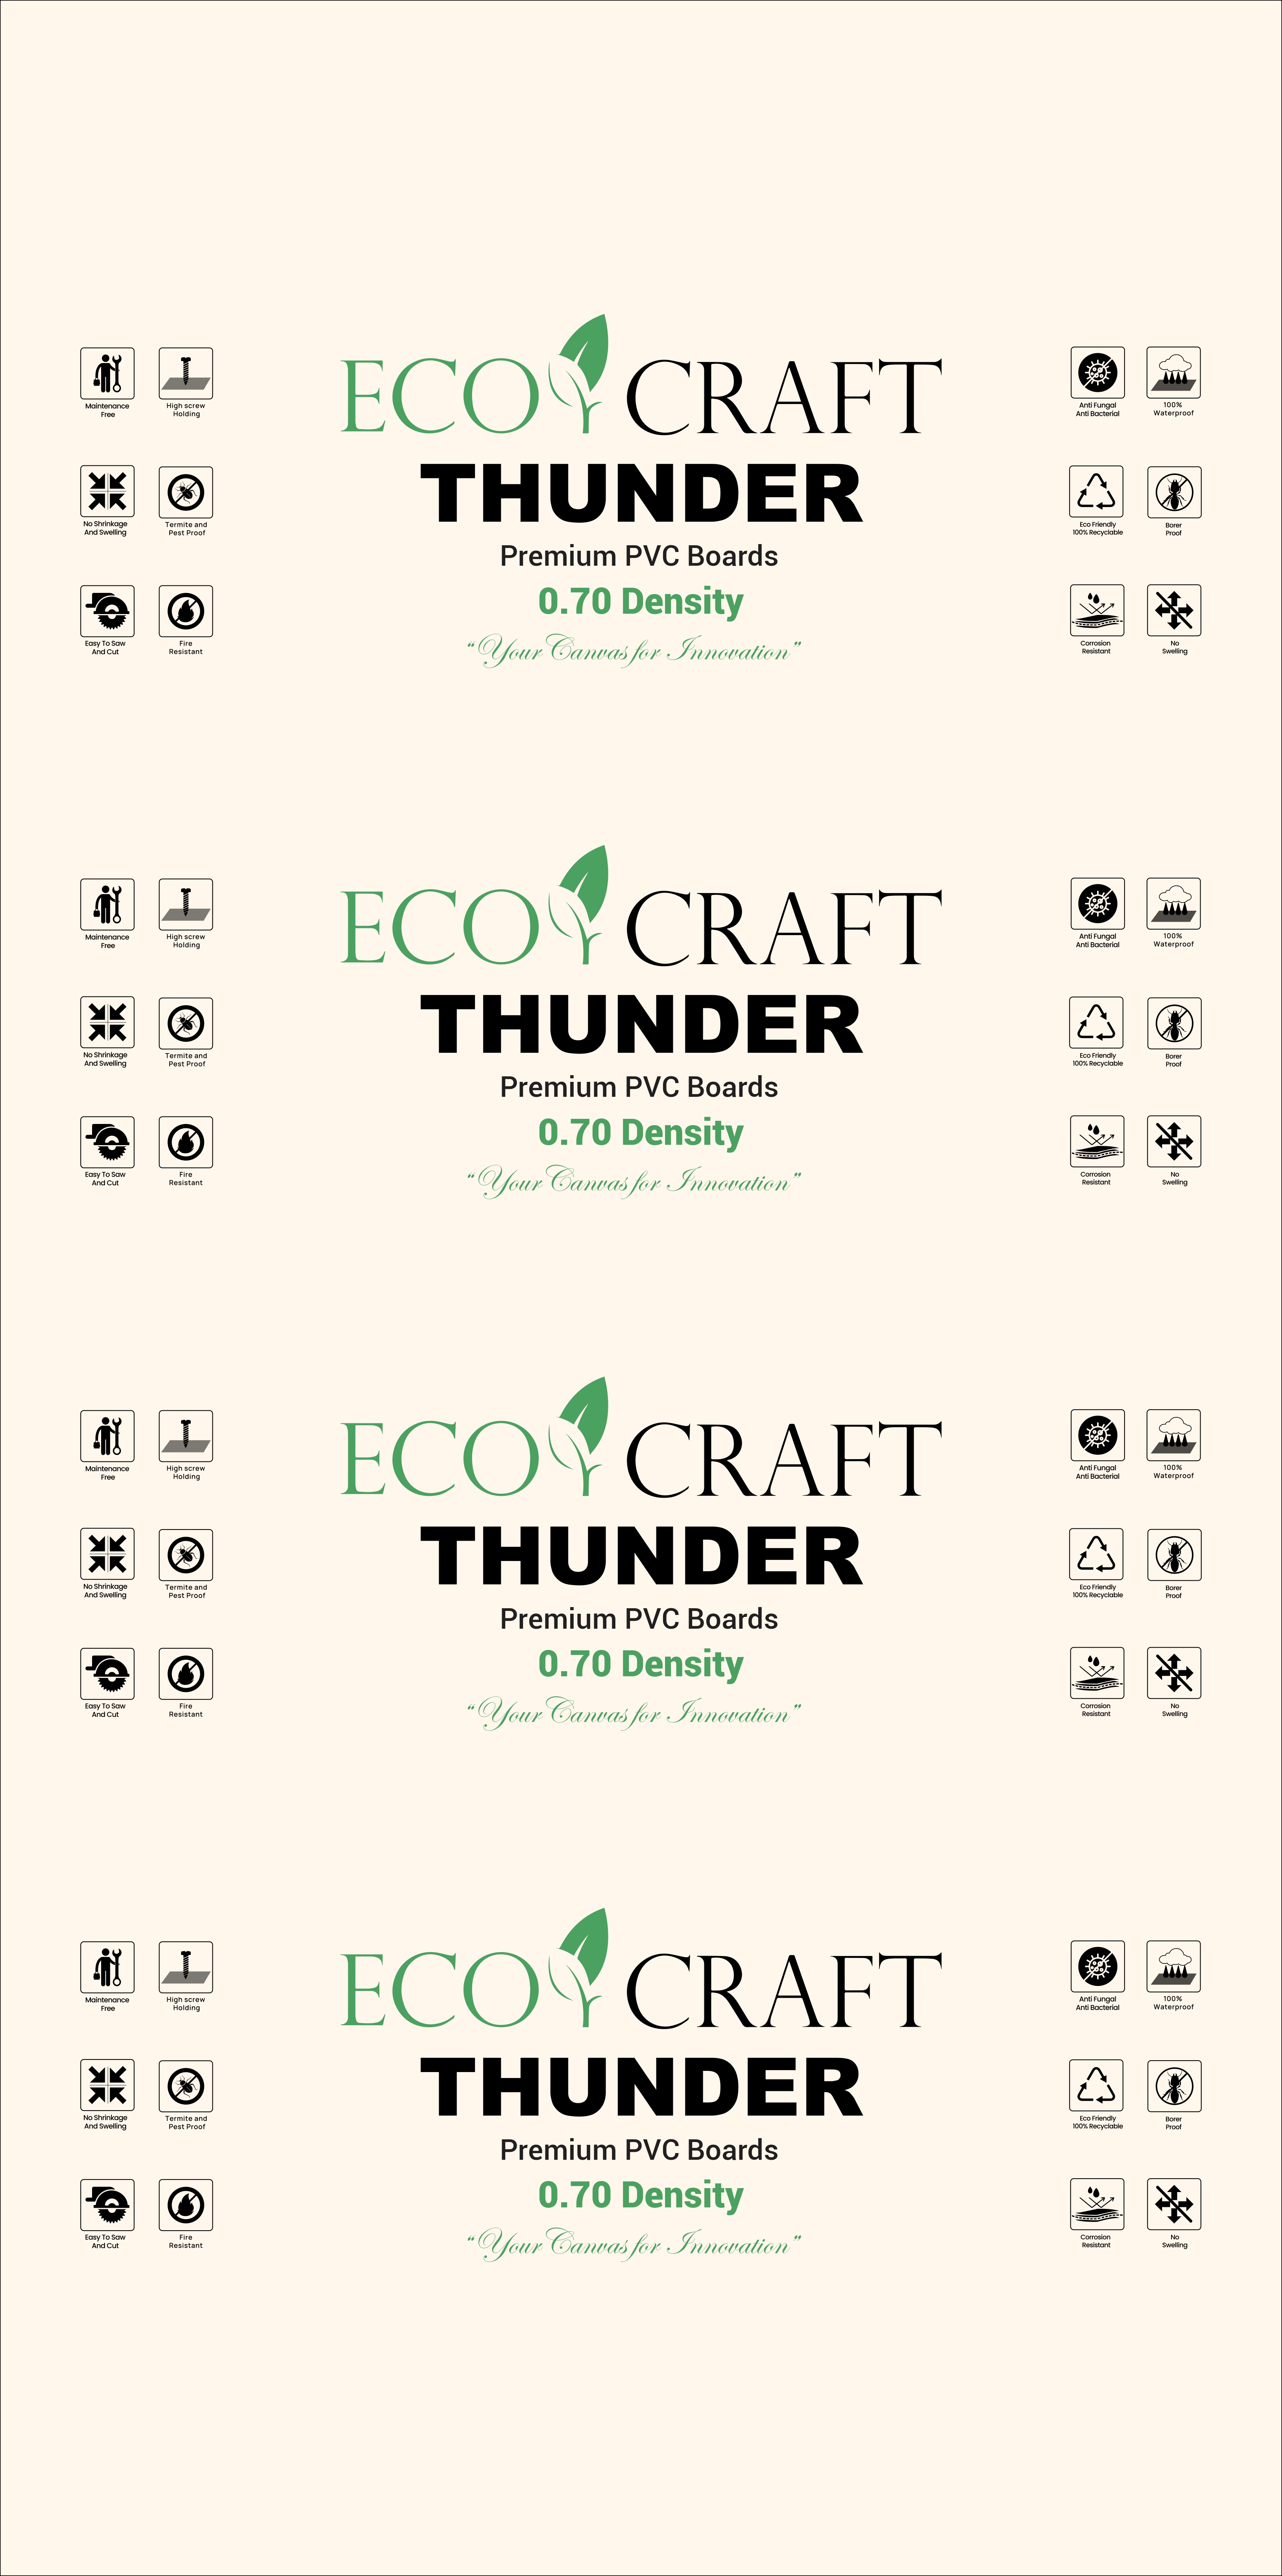 ECO CRAFT
THUNDER
Premium PVC Boards
0.70 Density
"Your Canvas for Innovation"
Maintenance
Free
High screw
Holding
No Shrinkage
And Swelling
Termite and
Pest Proof
Easy To Saw
And Cut
Fire
Resistant
Anti Fungal
Anti Bacterial
100%
Waterproof
Eco Friendly
100% Recyclable
Borer
Proof
Corrosion
Resistant
No
Swelling
ECO CRAFT
THUNDER
Premium PVC Boards
0.70 Density
"Your Canvas for Innovation"
Maintenance
Free
High screw
Holding
No Shrinkage
And Swelling
Termite and
Pest Proof
Easy To Saw
And Cut
Fire
Resistant
Anti Fungal
Anti Bacterial
100%
Waterproof
Eco Friendly
100% Recyclable
Borer
Proof
Corrosion
Resistant
No
Swelling
ECO CRAFT
THUNDER
Premium PVC Boards
0.70 Density
"Your Canvas for Innovation"
Maintenance
Free
High screw
Holding
No Shrinkage
And Swelling
Termite and
Pest Proof
Easy To Saw
And Cut
Fire
Resistant
Anti Fungal
Anti Bacterial
100%
Waterproof
Eco Friendly
100% Recyclable
Borer
Proof
Corrosion
Resistant
No
Swelling
ECO CRAFT
THUNDER
Premium PVC Boards
0.70 Density
"Your Canvas for Innovation"
Maintenance
Free
High screw
Holding
No Shrinkage
And Swelling
Termite and
Pest Proof
Easy To Saw
And Cut
Fire
Resistant
Anti Fungal
Anti Bacterial
100%
Waterproof
Eco Friendly
100% Recyclable
Borer
Proof
Corrosion
Resistant
No
Swelling